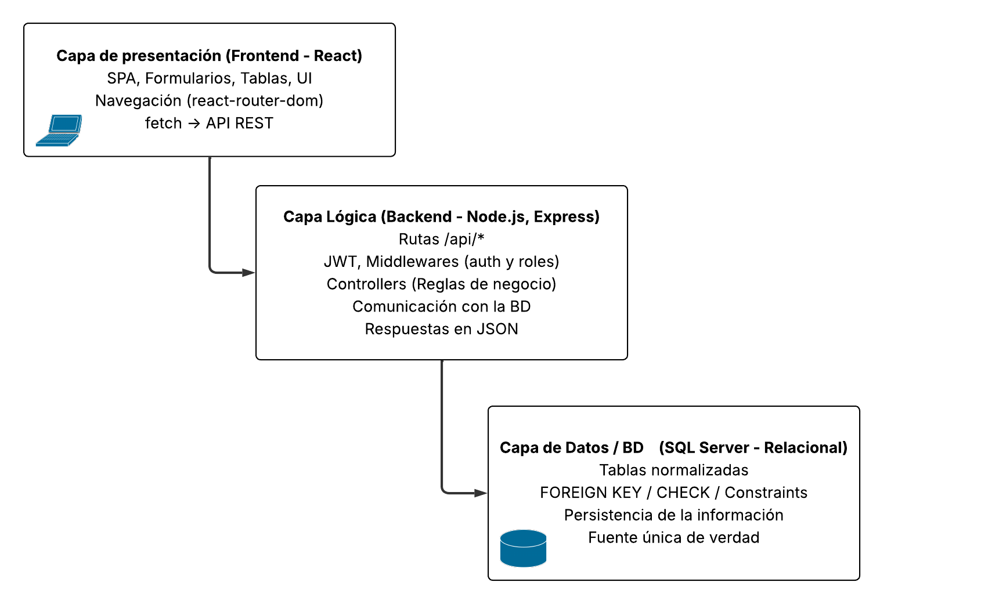 Capa de presentación (Frontend - React)
SPA, Formularios, Tablas, UI
Navegación (react-router-dom)
fetch → API REST
Capa Lógica (Backend - Node.js, Express)
Rutas /api/*
JWT, Middlewares (auth y roles)
Controllers (Reglas de negocio)
Comunicación con la BD
Respuestas en JSON
Capa de Datos / BD (SQL Server - Relacional)
Tablas normalizadas
FOREIGN KEY / CHECK / Constraints
Persistencia de la información
Fuente única de verdad